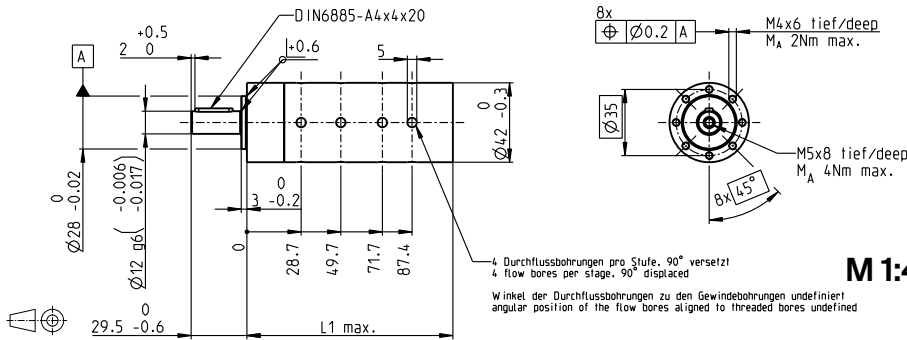 DIN6885-A4x4x20
+0.5
2 0
+0.6
5
A
0
Ø42 -0.3
0
Ø28 -0.02
Ø12 g6 (-0.006 -0.017)
0
3 -0.2
0
28.7
49.7
71.7
87.4
0
29.5 -0.6
L1 max.
4 Durchflussbohrungen pro Stufe. 90° versetzt
4 flow bores per stage. 90° displaced
Winkel der Durchflussbohrungen zu den Gewindebohrungen undefiniert
angular position of the flow bores aligned to threaded bores undefined
8x
Ø0.2 A
M4x6 tief/deep
MA 2Nm max.
Ø35
M5x8 tief/deep
MA 4Nm max.
8x 45°
M 1:4